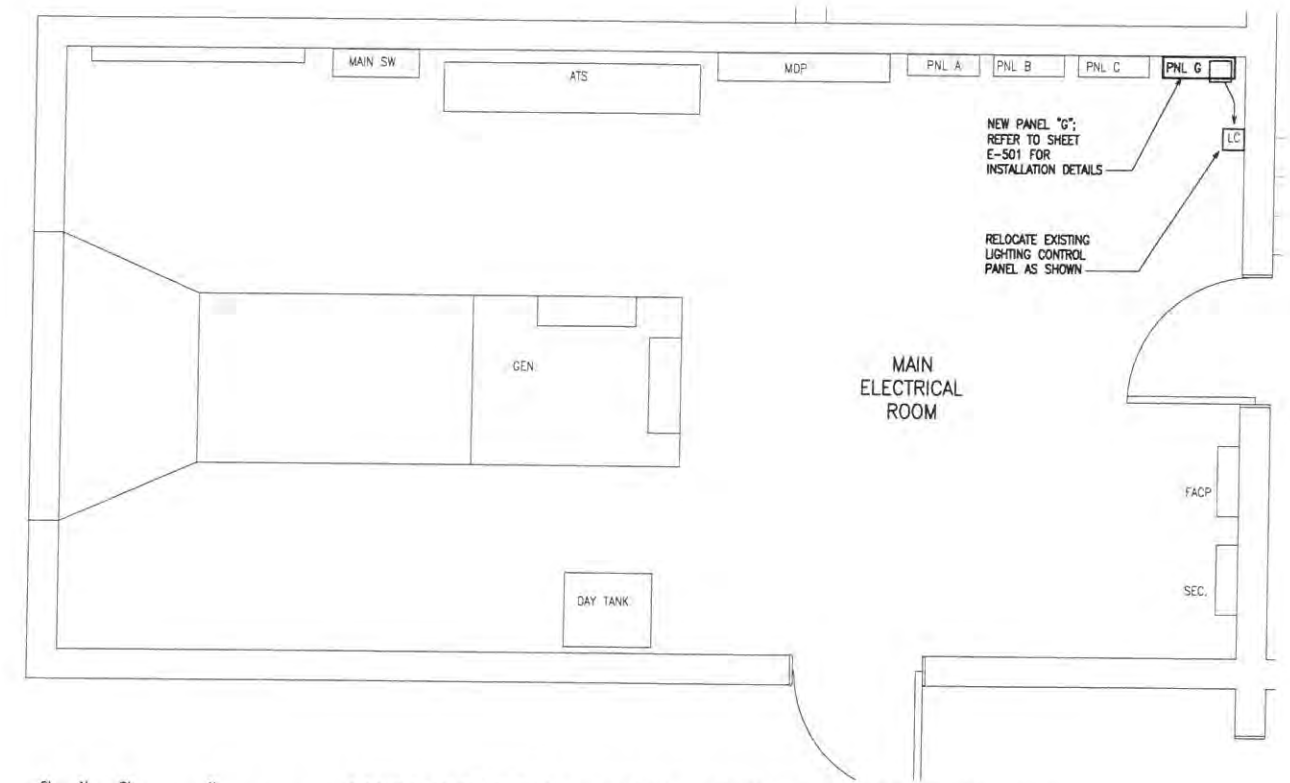 MAIN SW
ATS
MDP
PNL A
PNL B
PNL C
PNL G
NEW PANEL "G";
REFER TO SHEET
E-501 FOR
INSTALLATION DETAILS
LC
RELOCATE EXISTING
LIGHTING CONTROL
PANEL AS SHOWN
GEN
MAIN
ELECTRICAL
ROOM
FACP
SEC.
DAY TANK